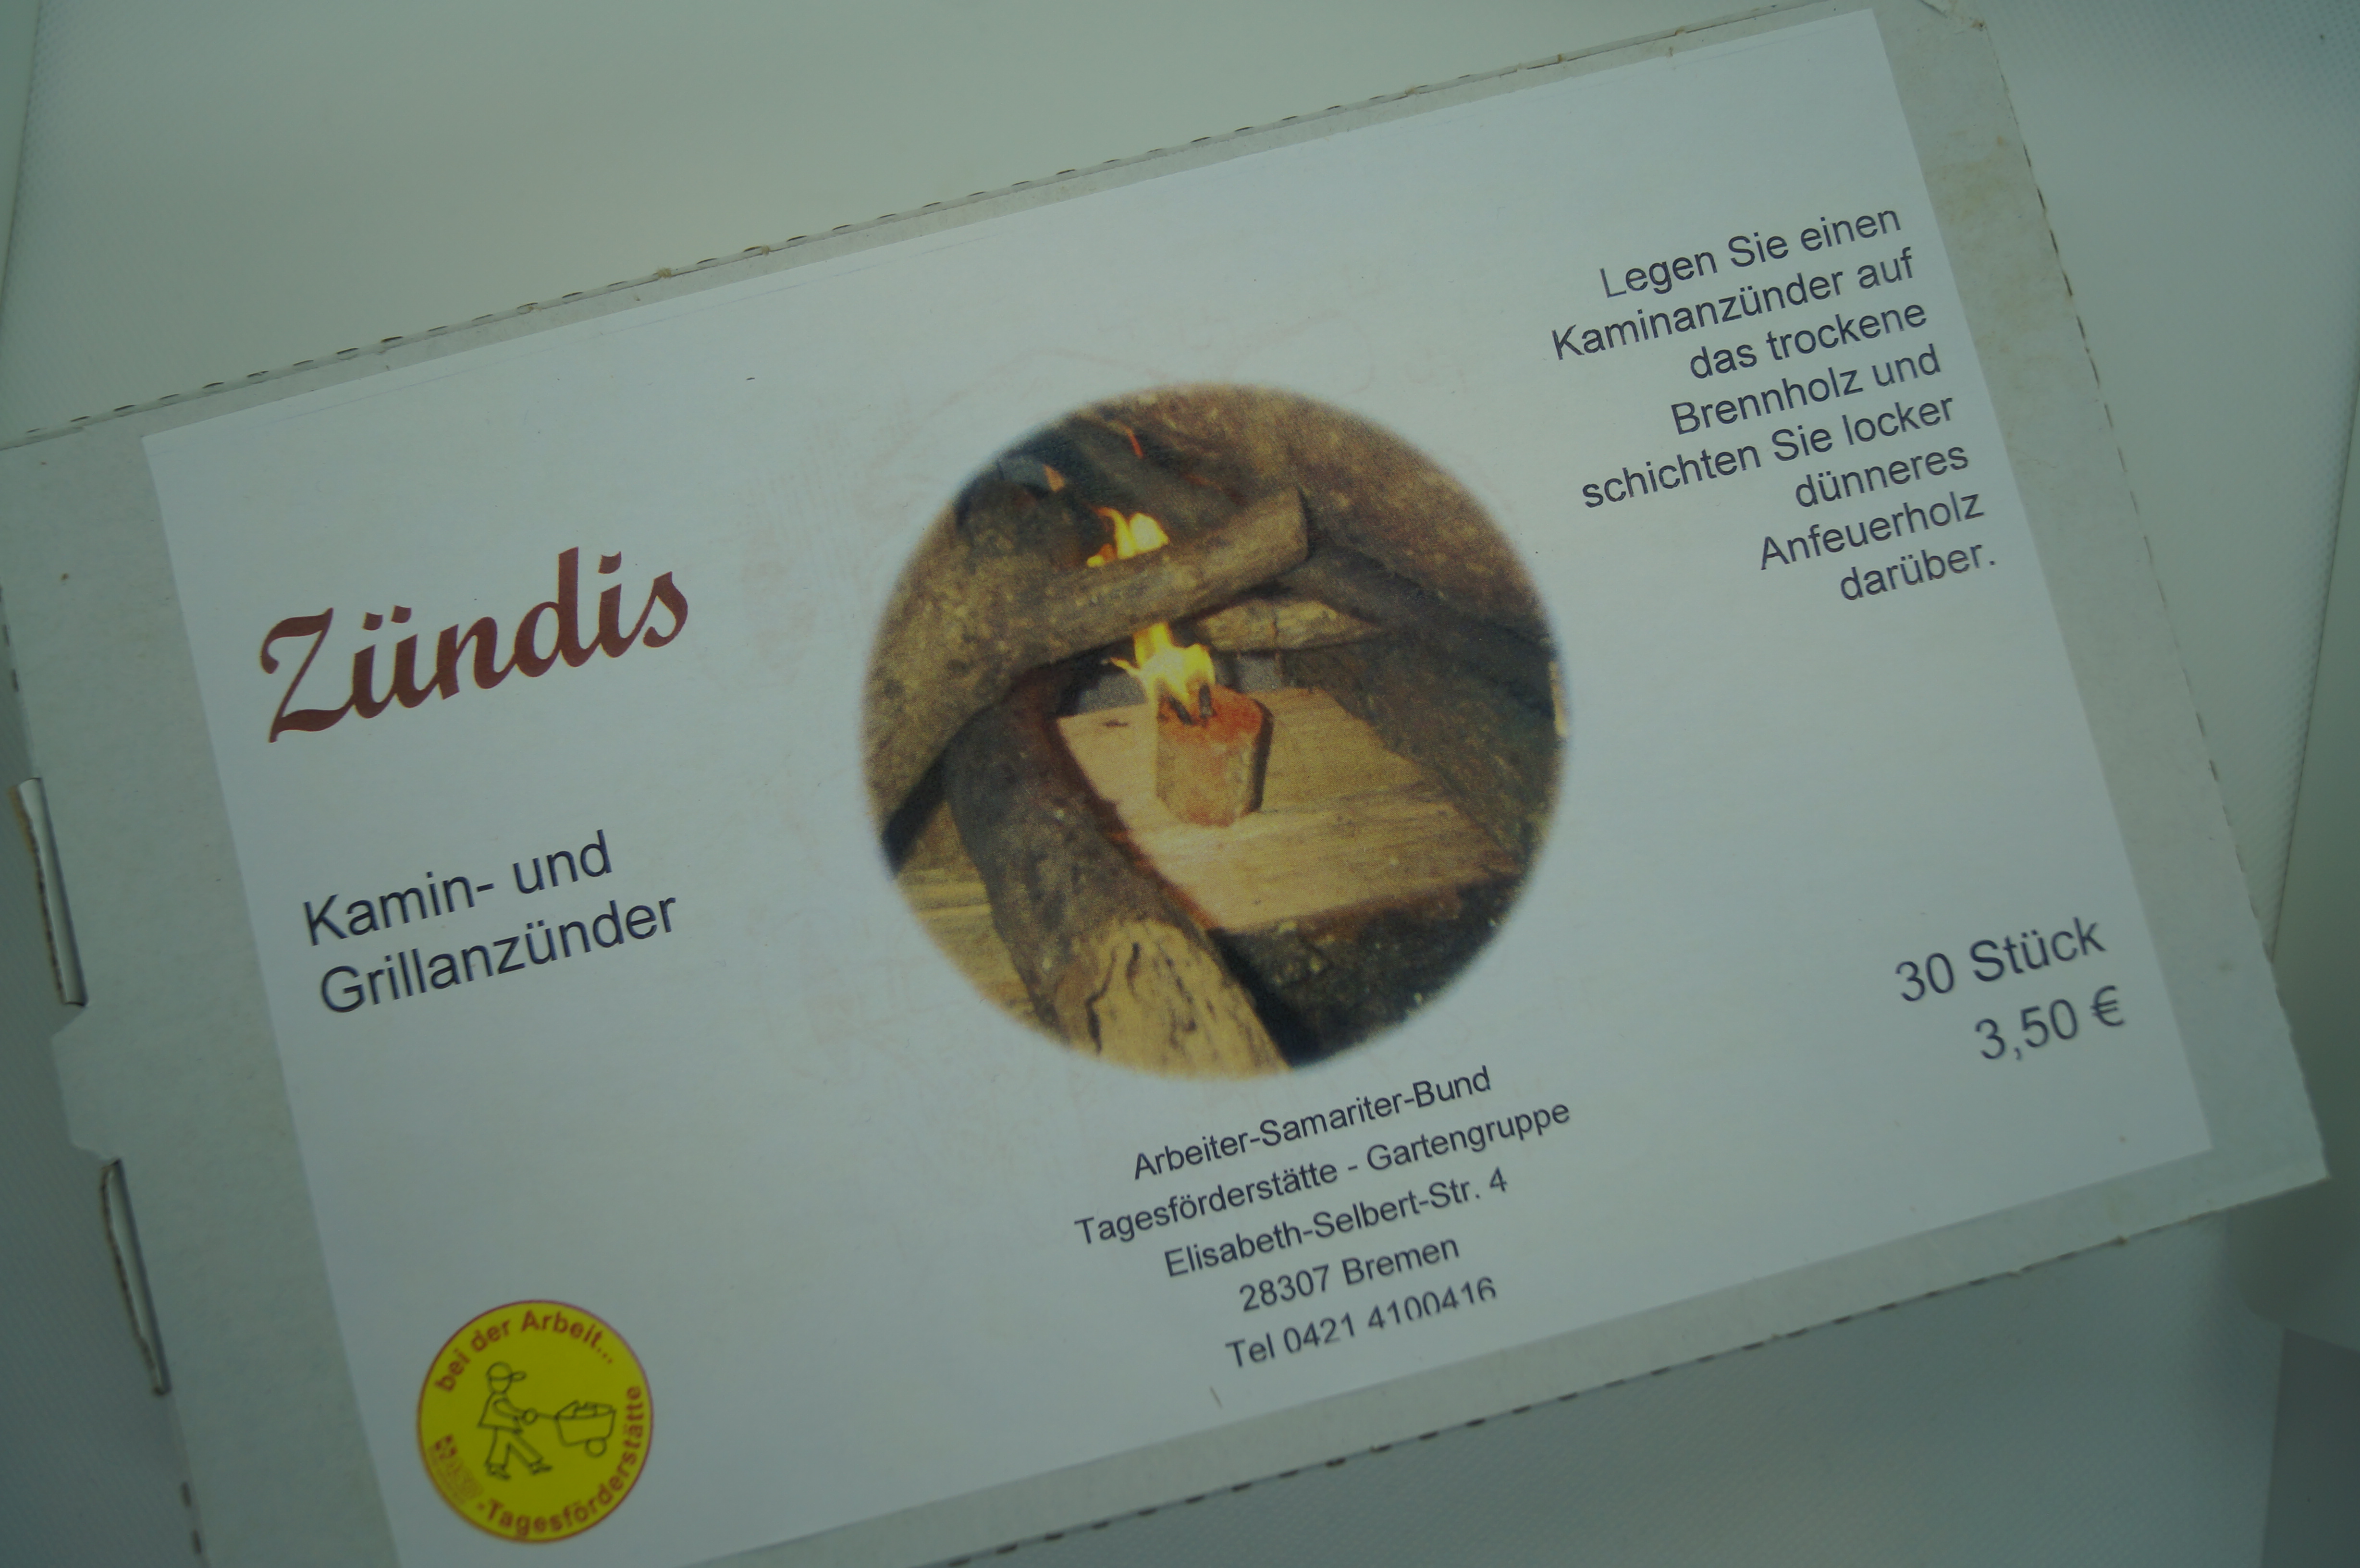 Zündis
Kamin- und
Grillanzünder
Legen Sie einen
Kaminanzünder auf
das trockene
Brennholz und
schichten Sie locker
dünneres
Anfeuerholz
darüber.
30 Stück
3,50 €
Arbeiter-Samariter-Bund
Tagesförderstätte - Gartengruppe
Elisabeth-Selbert-Str. 4
28307 Bremen
Tel 0421 4100416
bei der Arbeit...
-Tagesförderstätte